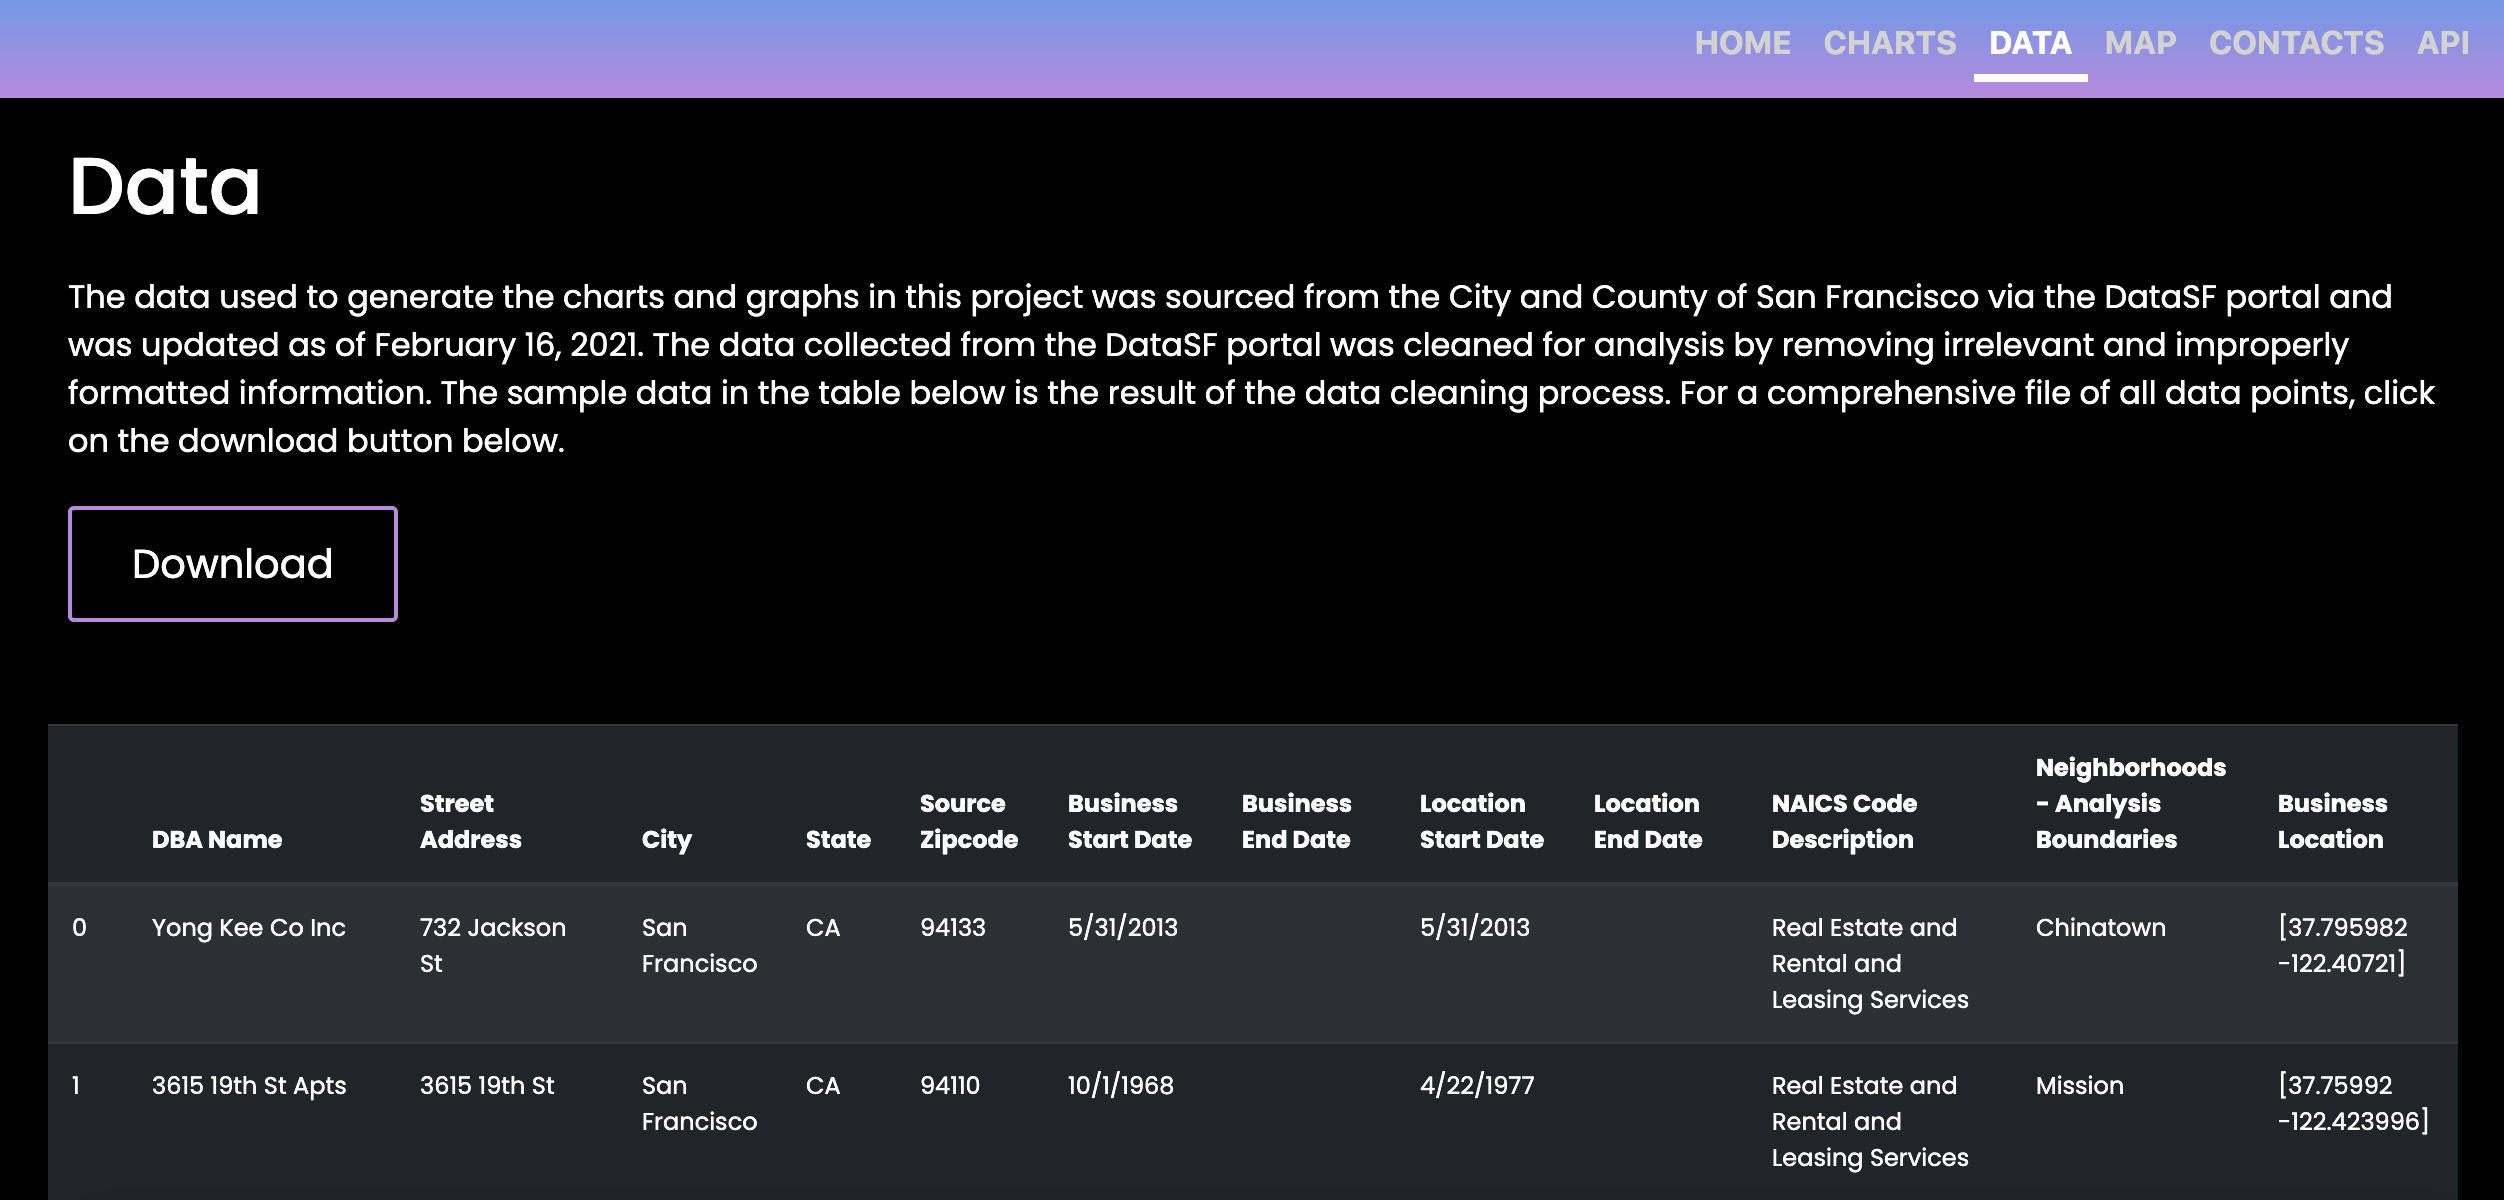 HOME CHARTS DATA MAP CONTACTS API
Data
The data used to generate the charts and graphs in this project was sourced from the City and County of San Francisco via the DataSF portal and
was updated as of February 16, 2021. The data collected from the DataSF portal was cleaned for analysis by removing irrelevant and improperly
formatted information. The sample data in the table below is the result of the data cleaning process. For a comprehensive file of all data points, click
on the download button below.
Download
DBA Name
Street
Address
City
State
Source
Zipcode
Business
Start Date
Business
End Date
Location
Start Date
Location
End Date
NAICS Code
Description
Neighborhoods
- Analysis
Boundaries
Business
Location
0
Yong Kee Co Inc
732 Jackson
St
San
Francisco
CA
94133
5/31/2013
5/31/2013
Real Estate and
Rental and
Leasing Services
Chinatown
[37.795982
-122.40721]
1
3615 19th St Apts
3615 19th St
San
Francisco
CA
94110
10/1/1968
4/22/1977
Real Estate and
Rental and
Leasing Services
Mission
[37.75992
-122.423996]